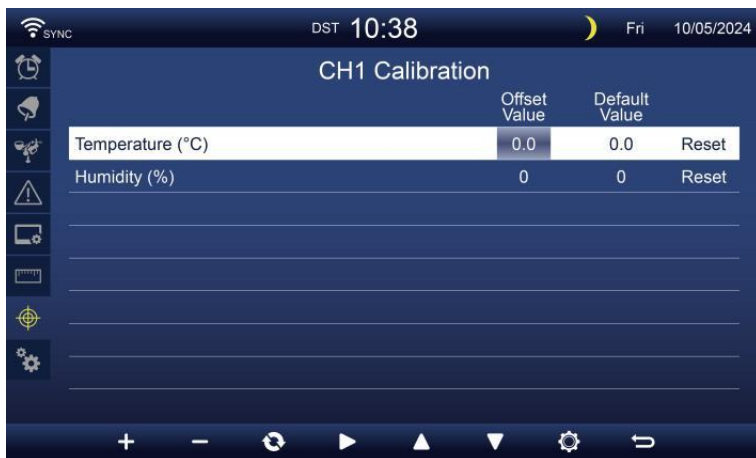 SYNC DST 10:38 Fri 10/05/2024
CH1 Calibration
Offset Value Default Value
Temperature (°C) 0.0 0.0 Reset
Humidity (%) 0 0 Reset